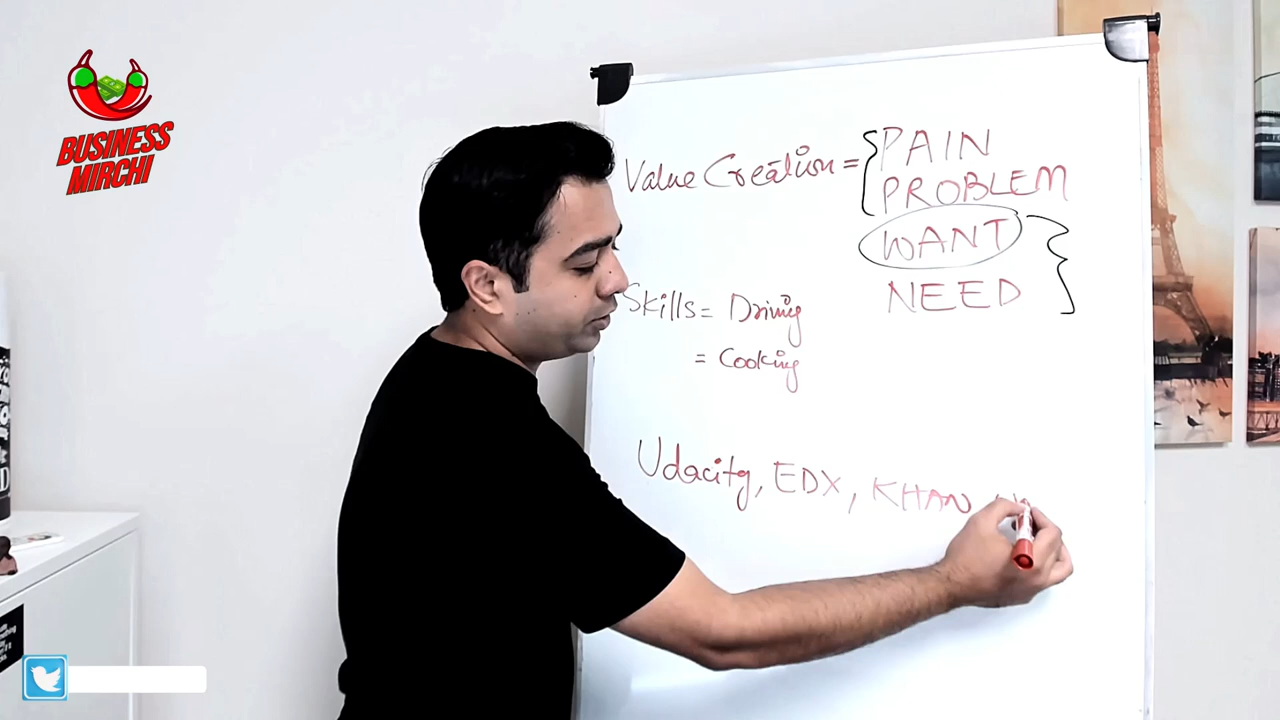 BUSINESS
MIRCHI
Value Creation = { PAIN
PROBLEM
WANT }
NEED
Skills = Driving
= Cooking
Udacity, EDX, KHAN